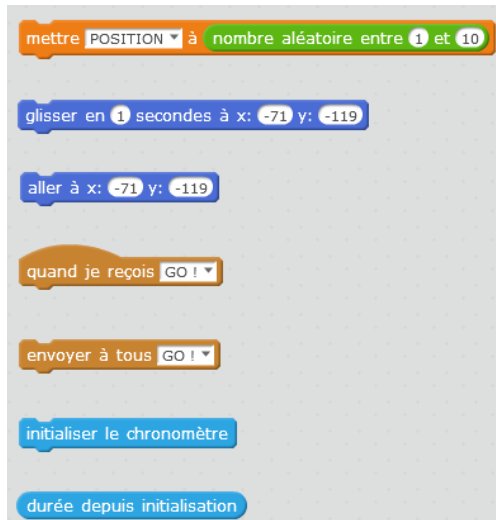 mettre POSITION à nombre aléatoire entre 1 et 10
glisser en 1 secondes à x: -71 y: -119
aller à x: -71 y: -119
quand je reçois GO !
envoyer à tous GO !
initialiser le chronomètre
durée depuis initialisation